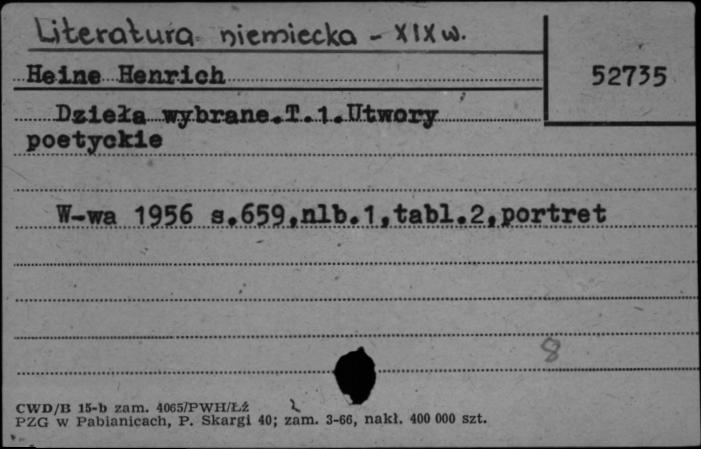 Literatura niemiecka - XIX w.
Heine Henrich
52735
Dzieła wybrane.T.1.Utwory
poetyckie
W-wa 1956 s.659,nlb.1,tabl.2,portret
8
CWD/B 15-b zam. 4065/PWH/Łż
PZG w Pabianicach, P. Skargi 40; zam. 3-66, nakł. 400 000 szt.